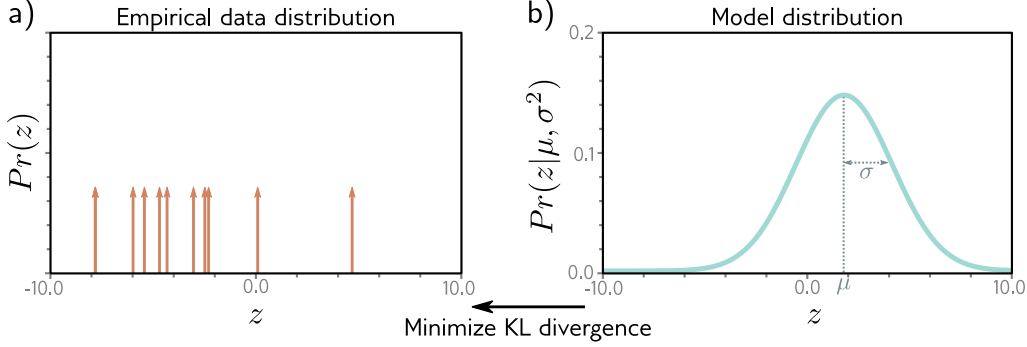 a) Empirical data distribution
Pr(z)
-10.0 0.0 10.0
z
b) Model distribution
Pr(z|μ, σ²)
0.2
0.1
0.0
σ
-10.0 0.0 μ 10.0
z
Minimize KL divergence